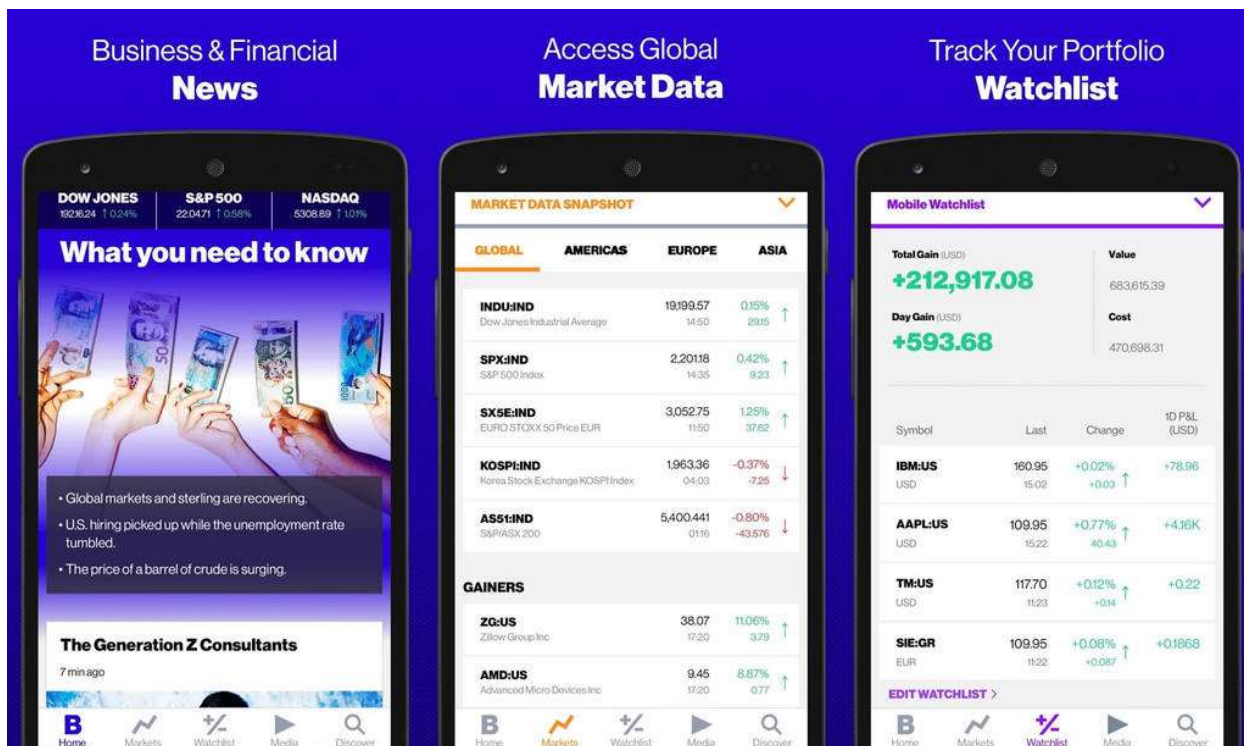 Business & Financial
News
DOW JONES
S&P 500
NASDAQ
19216.24 ↑ 0.24%
22.04.71 ↑ 0.58%
5308.89 ↑ 1.01%
What you need to know
50
50
1000
• Global markets and sterling are recovering.
• U.S. hiring picked up while the unemployment rate
tumbled.
• The price of a barrel of crude is surging.
The Generation Z Consultants
7 min ago
B
Home
Markets
Watchlist
Media
Discover
Access Global
Market Data
MARKET DATA SNAPSHOT
GLOBAL AMERICAS EUROPE ASIA
INDU:IND 19,199.57 0.15% ↑
Dow Jones Industrial Average 14:50 29.15
SPX:IND 2,201.18 0.42% ↑
S&P 500 Index 14:35 9.23
SX5E:IND 3,052.75 1.25% ↑
EURO STOXX 50 Price EUR 11:50 37.62
KOSPI:IND 1,963.36 -0.37% ↓
Korea Stock Exchange KOSPI Index 04:03 -7.25
AS51:IND 5,400.441 -0.80% ↓
S&P/ASX 200 01:16 -43.576
GAINERS
ZG:US 38.07 11.06% ↑
Zillow Group Inc 17:20 3.79
AMD:US 9.45 8.87% ↑
Advanced Micro Devices Inc 17:20 0.77
B
Home
Markets
Watchlist
Media
Discover
Track Your Portfolio
Watchlist
Mobile Watchlist
Total Gain (USD) Value
+212,917.08 683,615.39
Day Gain (USD) Cost
+593.68 470,698.31
1D P&L
Symbol Last Change (USD)
IBM:US 160.95 +0.02% ↑ +78.96
USD 15:02 +0.03
AAPL:US 109.95 +0.77% ↑ +4.16K
USD 15:22 40.43
TM:US 117.70 +0.12% ↑ +0.22
USD 11:23 +0.14
SIE:GR 109.95 +0.08% ↑ +0.1868
EUR 11:22 +0.087
EDIT WATCHLIST >
B
Home
Markets
Watchlist
Media
Discover